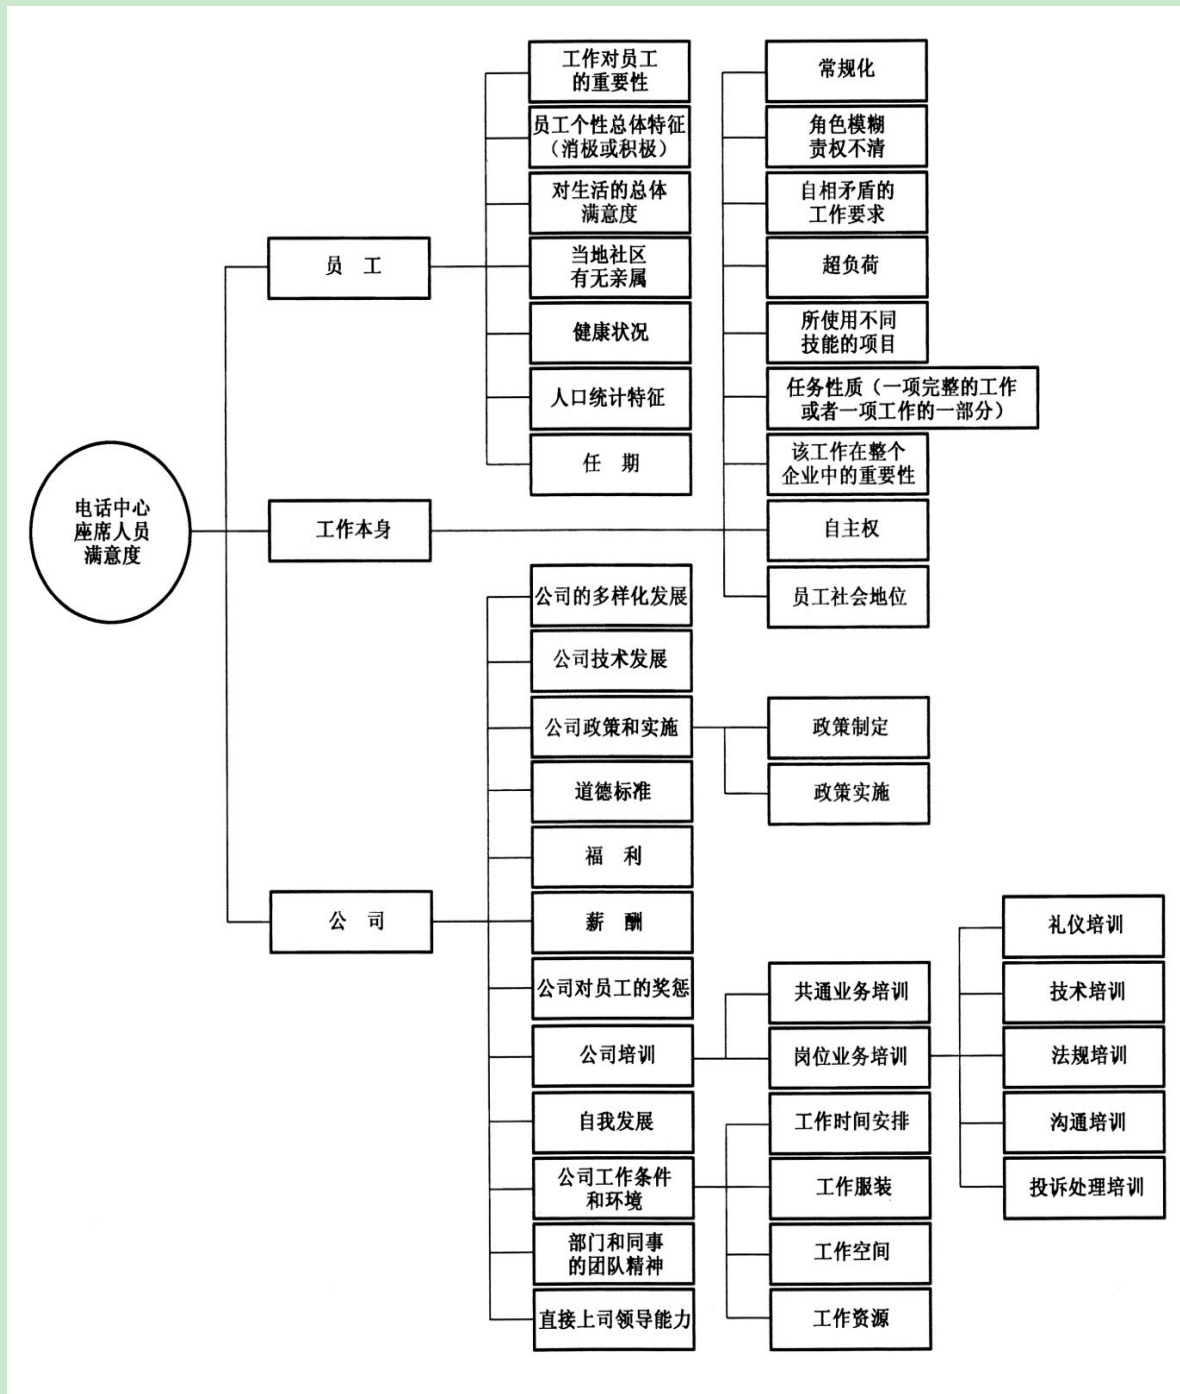 电话中心
座席人员
满意度
员 工
工作对员工
的重要性
员工个性总体特征
（消极或积极）
对生活的总体
满意度
当地社区
有无亲属
健康状况
人口统计特征
任 期
工作本身
常规化
角色模糊
责权不清
自相矛盾的
工作要求
超负荷
所使用不同
技能的项目
任务性质（一项完整的工作
或者一项工作的一部分）
该工作在整个
企业中的重要性
自主权
员工社会地位
公 司
公司的多样化发展
公司技术发展
公司政策和实施
政策制定
政策实施
道德标准
福 利
薪 酬
公司对员工的奖惩
公司培训
共通业务培训
岗位业务培训
礼仪培训
技术培训
法规培训
沟通培训
投诉处理培训
自我发展
公司工作条件
和环境
工作时间安排
工作服装
工作空间
工作资源
部门和同事
的团队精神
直接上司领导能力